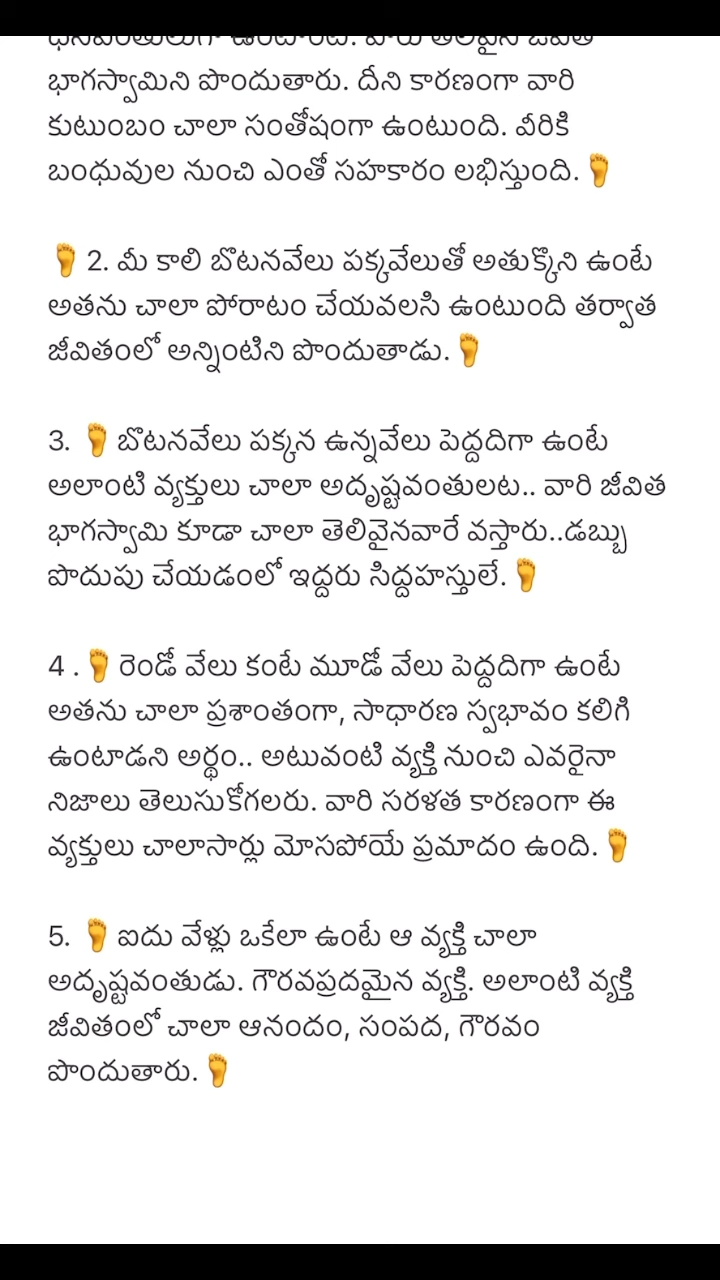 భాగస్వామిని పొందుతారు. దీని కారణంగా వారి
కుటుంబం చాలా సంతోషంగా ఉంటుంది. వీరికి
బంధువుల నుంచి ఎంతో సహకారం లభిస్తుంది. 🦶
🦶 2. మీ కాలి బొటనవేలు పక్కవేలుతో అతుక్కొని ఉంటే
అతను చాలా పోరాటం చేయవలసి ఉంటుంది తర్వాత
జీవితంలో అన్నింటిని పొందుతాడు. 🦶
3. 🦶 బొటనవేలు పక్కన ఉన్నవేలు పెద్దదిగా ఉంటే
అలాంటి వ్యక్తులు చాలా అదృష్టవంతులట.. వారి జీవిత
భాగస్వామి కూడా చాలా తెలివైనవారే వస్తారు..డబ్బు
పొదుపు చేయడంలో ఇద్దరు సిద్దహస్తులే. 🦶
4 . 🦶 రెండో వేలు కంటే మూడో వేలు పెద్దదిగా ఉంటే
అతను చాలా ప్రశాంతంగా, సాధారణ స్వభావం కలిగి
ఉంటాడని అర్థం.. అటువంటి వ్యక్తి నుంచి ఎవరైనా
నిజాలు తెలుసుకోగలరు. వారి సరళత కారణంగా ఈ
వ్యక్తులు చాలాసార్లు మోసపోయే ప్రమాదం ఉంది. 🦶
5. 🦶 ఐదు వేళ్లు ఒకేలా ఉంటే ఆ వ్యక్తి చాలా
అదృష్టవంతుడు. గౌరవప్రదమైన వ్యక్తి. అలాంటి వ్యక్తి
జీవితంలో చాలా ఆనందం, సంపద, గౌరవం
పొందుతారు. 🦶